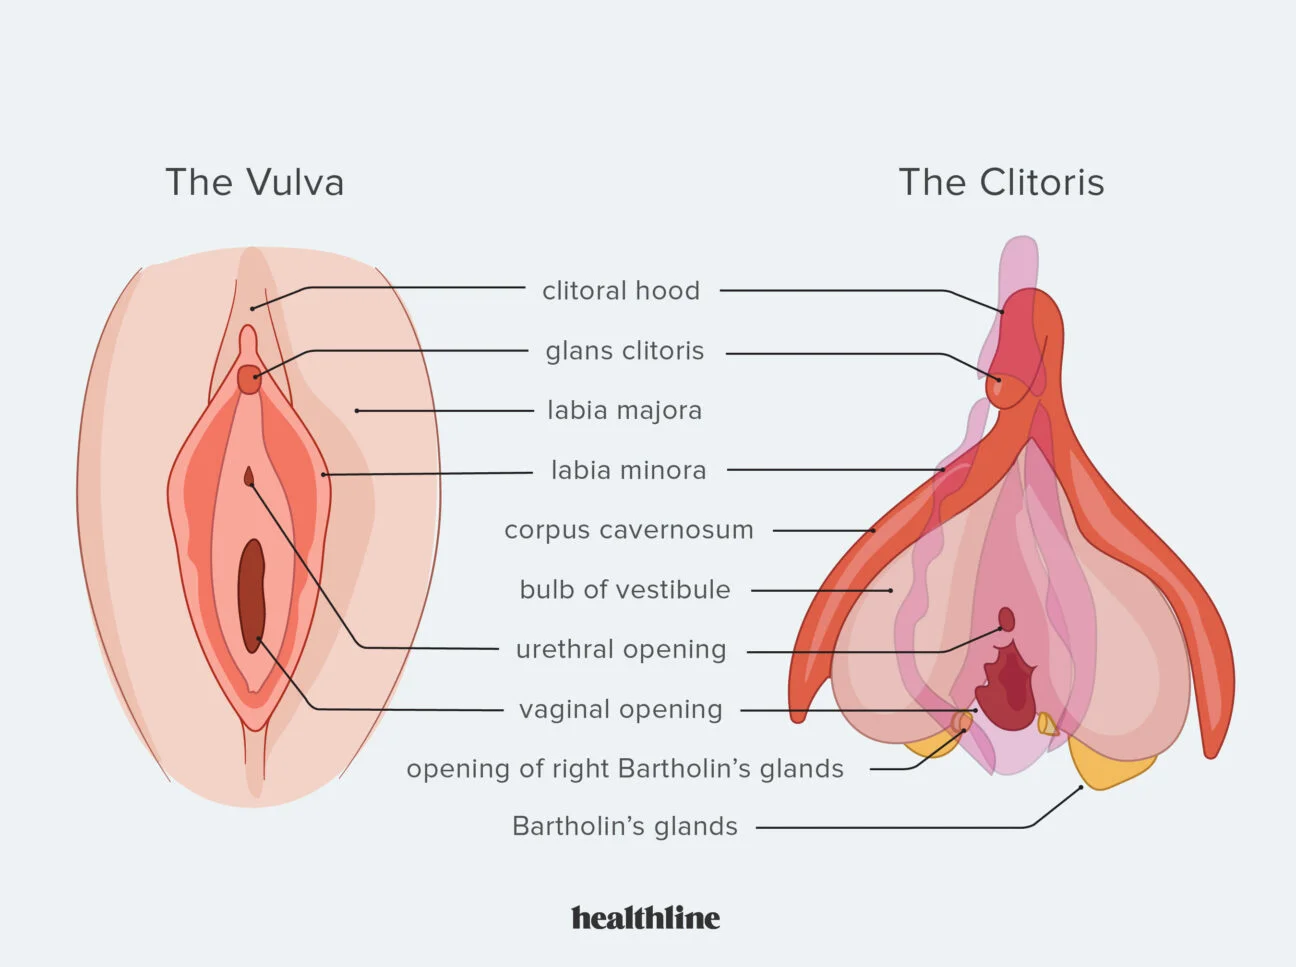 The Vulva
The Clitoris
clitoral hood
glans clitoris
labia majora
labia minora
corpus cavernosum
bulb of vestibule
urethral opening
vaginal opening
opening of right Bartholin’s glands
Bartholin’s glands
healthline